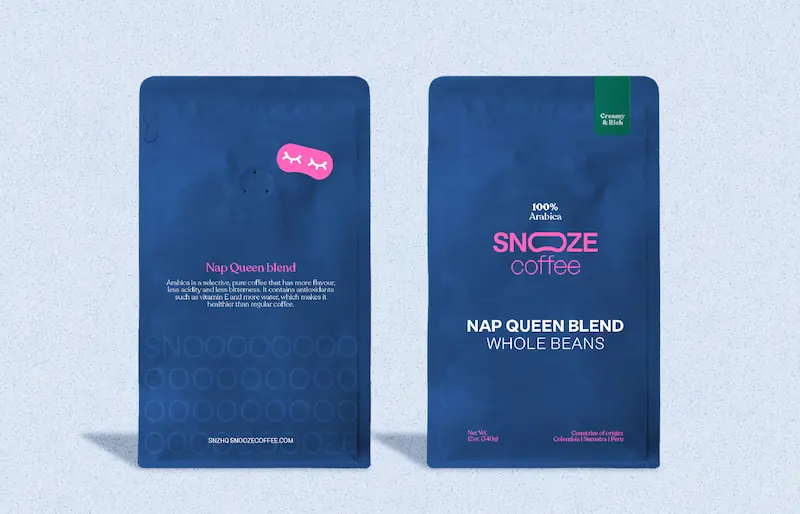 Nap Queen blend
Arabica is a selective, pure coffee that has more flavour,
less acidity and less bitterness. It contains antioxidants
such as vitamin E and more water, which makes it
healthier than regular coffee.
SNOOOOOOOO
SNZHQ SNOOZECOFFEE.COM
Creamy
& Rich
100%
Arabica
SNOOZE
coffee
NAP QUEEN BLEND
WHOLE BEANS
Net Wt.
12oz. (340g)
Countries of origin:
Colombia | Sumatra | Peru